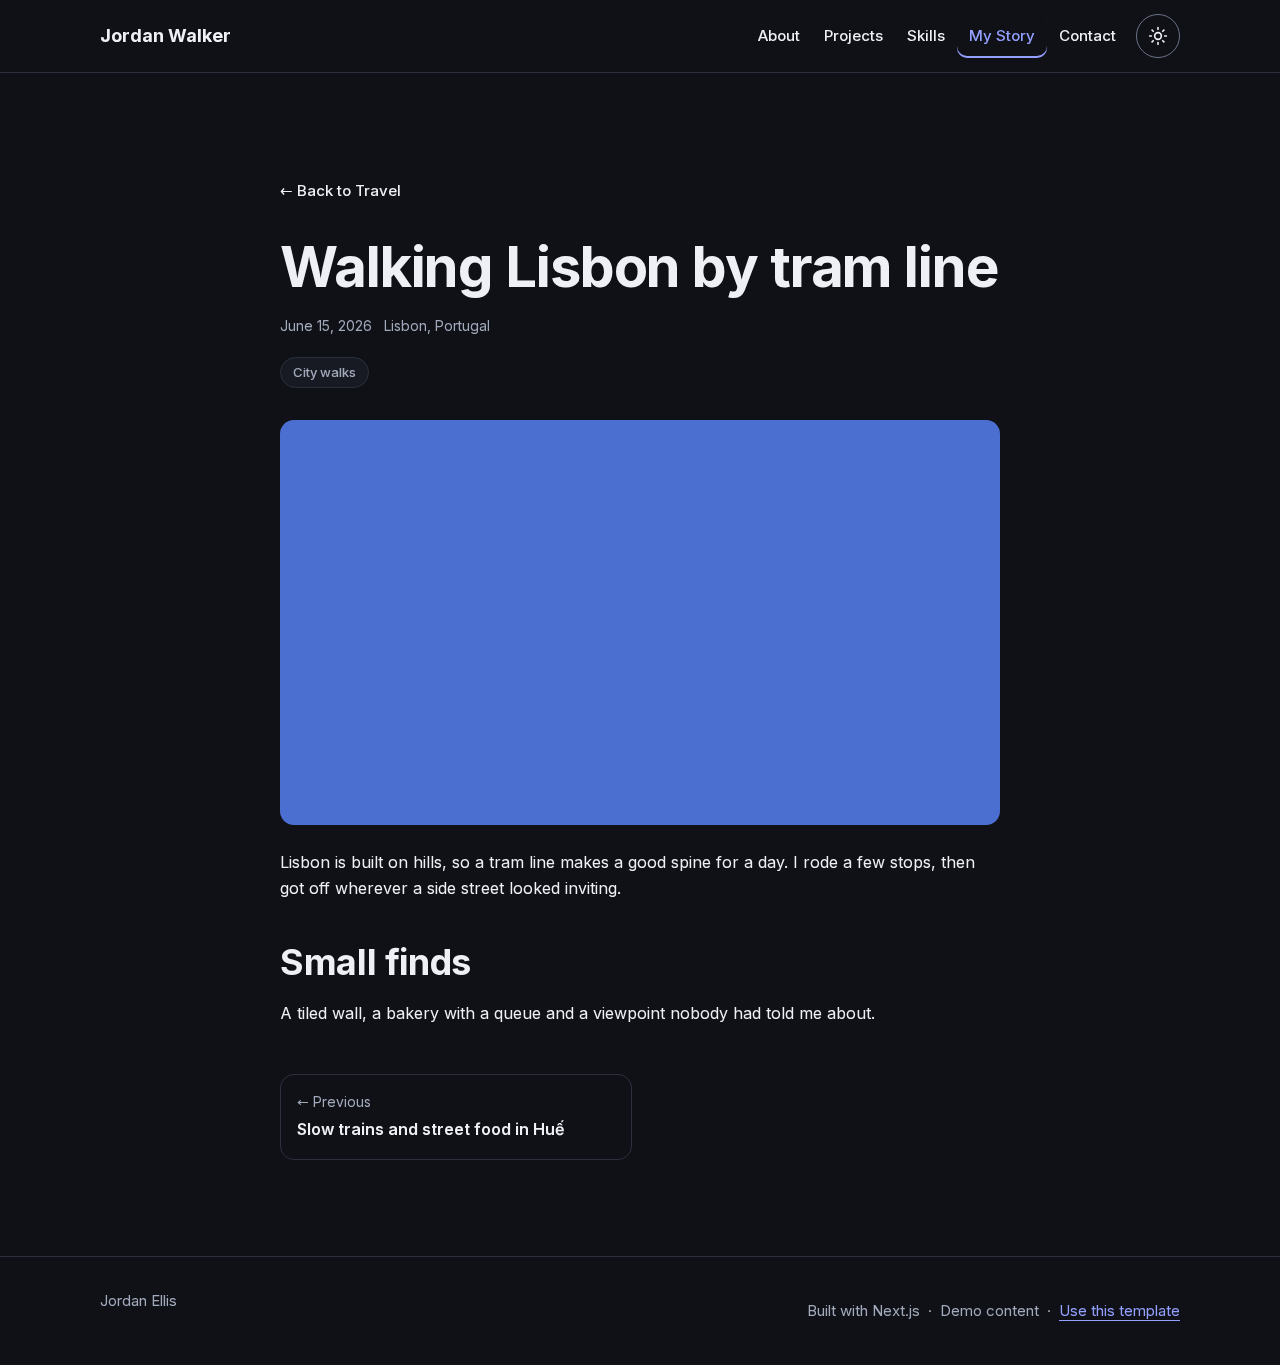 Jordan Walker
About Projects Skills My Story Contact
← Back to Travel
Walking Lisbon by tram line
June 15, 2026 Lisbon, Portugal
City walks
Lisbon is built on hills, so a tram line makes a good spine for a day. I rode a few stops, then
got off wherever a side street looked inviting.
Small finds
A tiled wall, a bakery with a queue and a viewpoint nobody had told me about.
← Previous
Slow trains and street food in Huế
Jordan Ellis
Built with Next.js · Demo content · Use this template